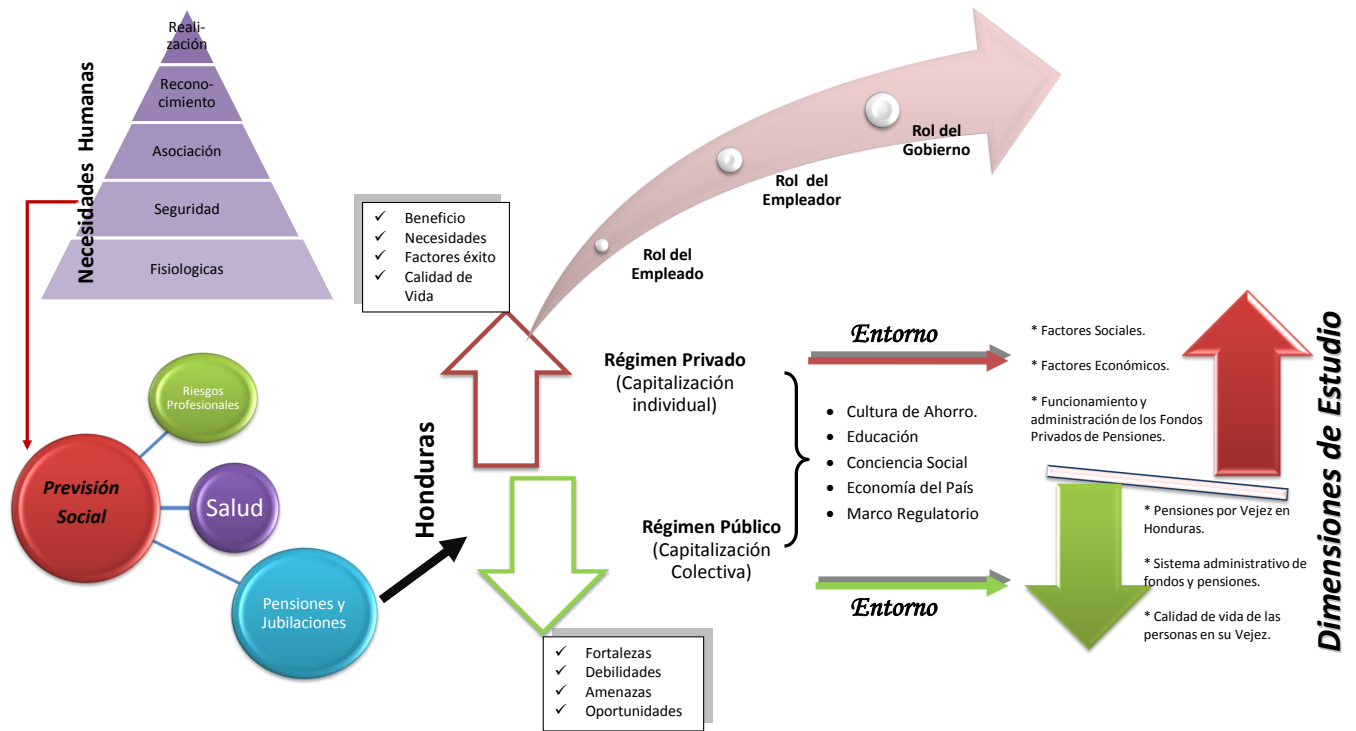 Necesidades Humanas
Reali-
zación
Recono-
cimiento
Asociación
Seguridad
Fisiologicas
Previsión
Social
Riesgos
Profesionales
Salud
Pensiones y
Jubilaciones
Honduras
✓ Beneficio
✓ Necesidades
✓ Factores éxito
✓ Calidad de
Vida
✓ Fortalezas
✓ Debilidades
✓ Amenazas
✓ Oportunidades
Rol del
Empleado
Rol del
Empleador
Rol del
Gobierno
Régimen Privado
(Capitalización
individual)
Régimen Público
(Capitalización
Colectiva)
• Cultura de Ahorro.
• Educación
• Conciencia Social
• Economía del País
• Marco Regulatorio
Entorno
Entorno
* Factores Sociales.
* Factores Económicos.
* Funcionamiento y
administración de los Fondos
Privados de Pensiones.
* Pensiones por Vejez en
Honduras.
* Sistema administrativo de
fondos y pensiones.
* Calidad de vida de las
personas en su Vejez.
Dimensiones de Estudio